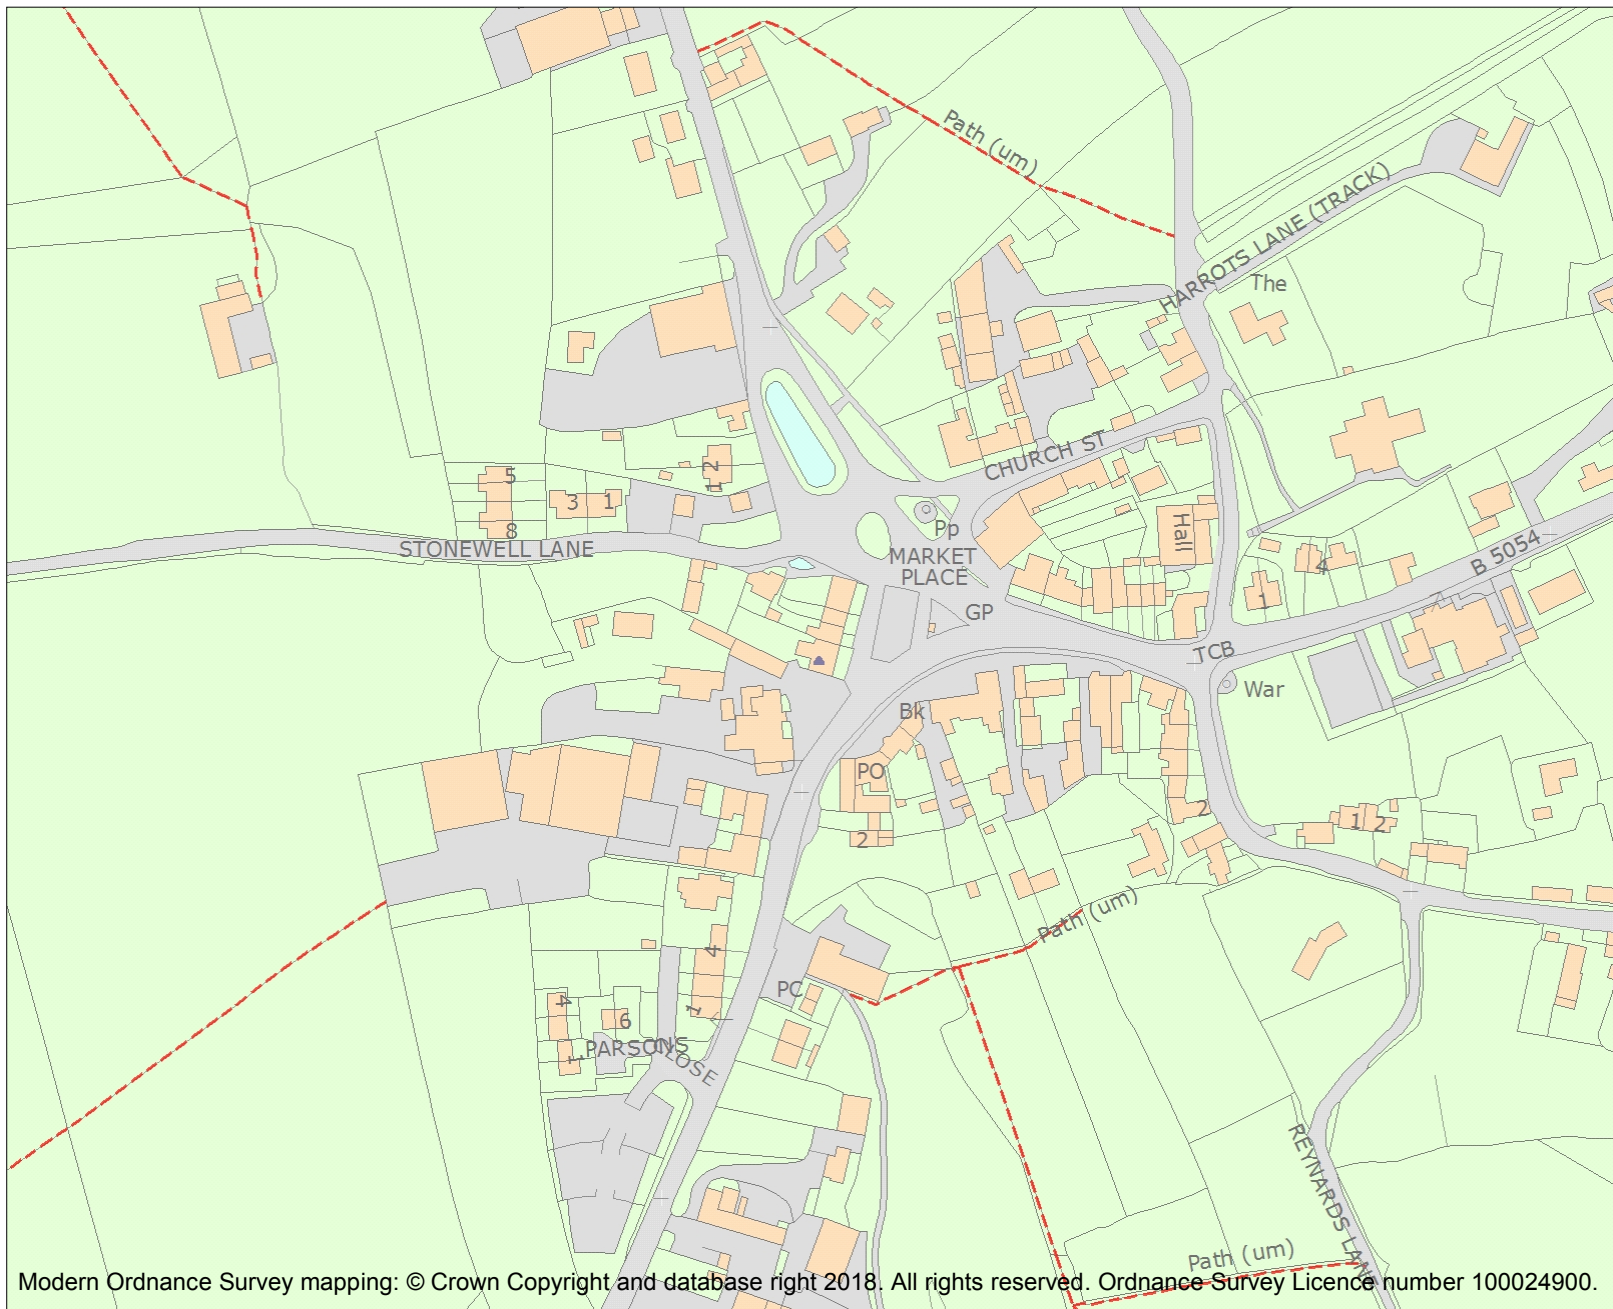 Path (um)
HARROTS LANE (TRACK)
The
CHURCH ST
5
3
1
12
8
STONEWELL LANE
Pp
MARKET
PLACE
Hall
B 5054
4
1
7
GP
TCB
War
Bk
PO
2
2
1
2
Path (um)
4
PC
1
4
6
1
PARSONS
CLOSE
REYNARDS LANE
Path (um)
Modern Ordnance Survey mapping: © Crown Copyright and database right 2018. All rights reserved. Ordnance Survey Licence number 100024900.